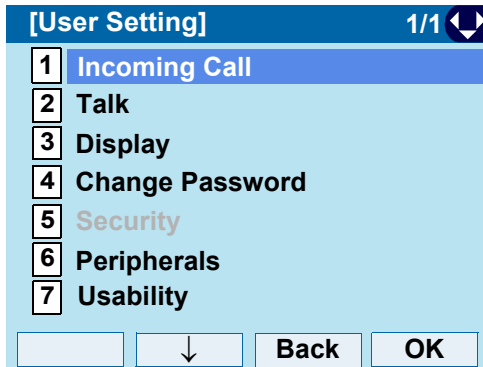 [User Setting] 1/1
1 Incoming Call
2 Talk
3 Display
4 Change Password
5 Security
6 Peripherals
7 Usability
↓ Back OK